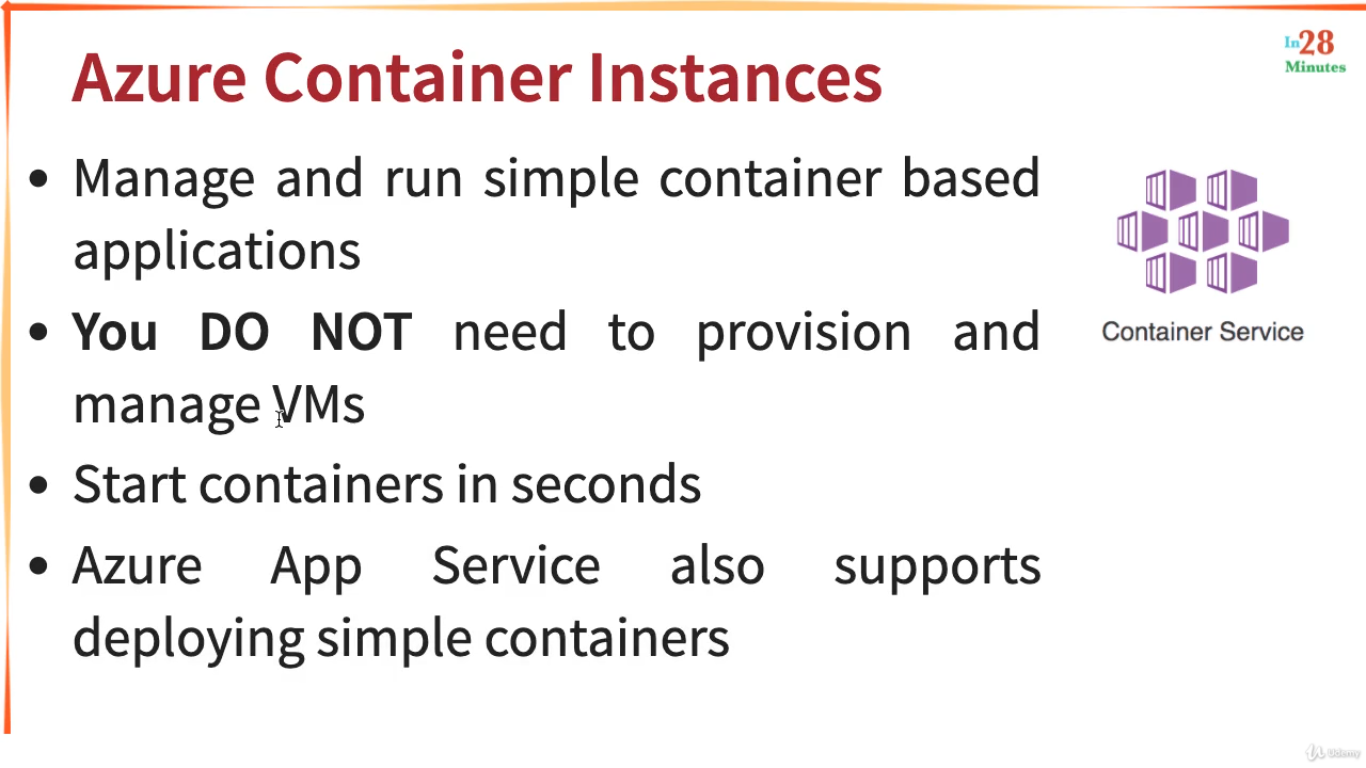 Azure Container Instances
In28
Minutes
• Manage and run simple container based
applications
• You DO NOT need to provision and
manage VMs
• Start containers in seconds
• Azure App Service also supports
deploying simple containers
Container Service
Udemy